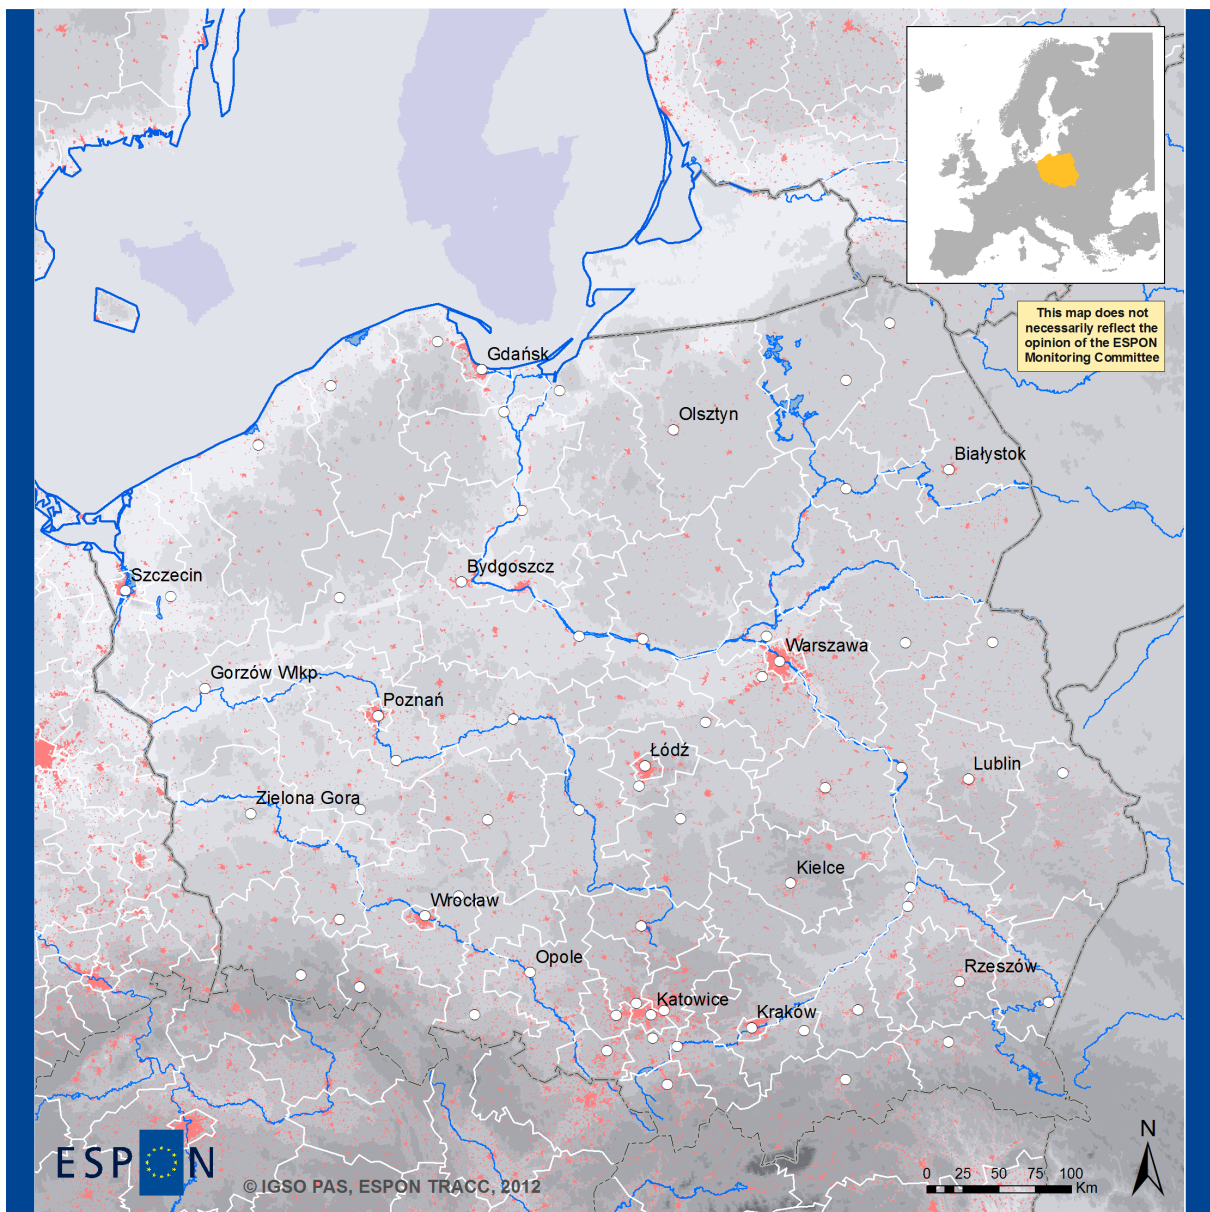 This map does not
necessarily reflect the
opinion of the ESPON
Monitoring Committee
Gdańsk
Olsztyn
Białystok
Bydgoszcz
Szczecin
Warszawa
Gorzów Wlkp.
Poznań
Łódź
Lublin
Zielona Gora
Kielce
Wrocław
Opole
Rzeszów
Katowice
Kraków
N
ESPON
0 25 50 75 100
Km
© IGSO PAS, ESPON TRACC, 2012